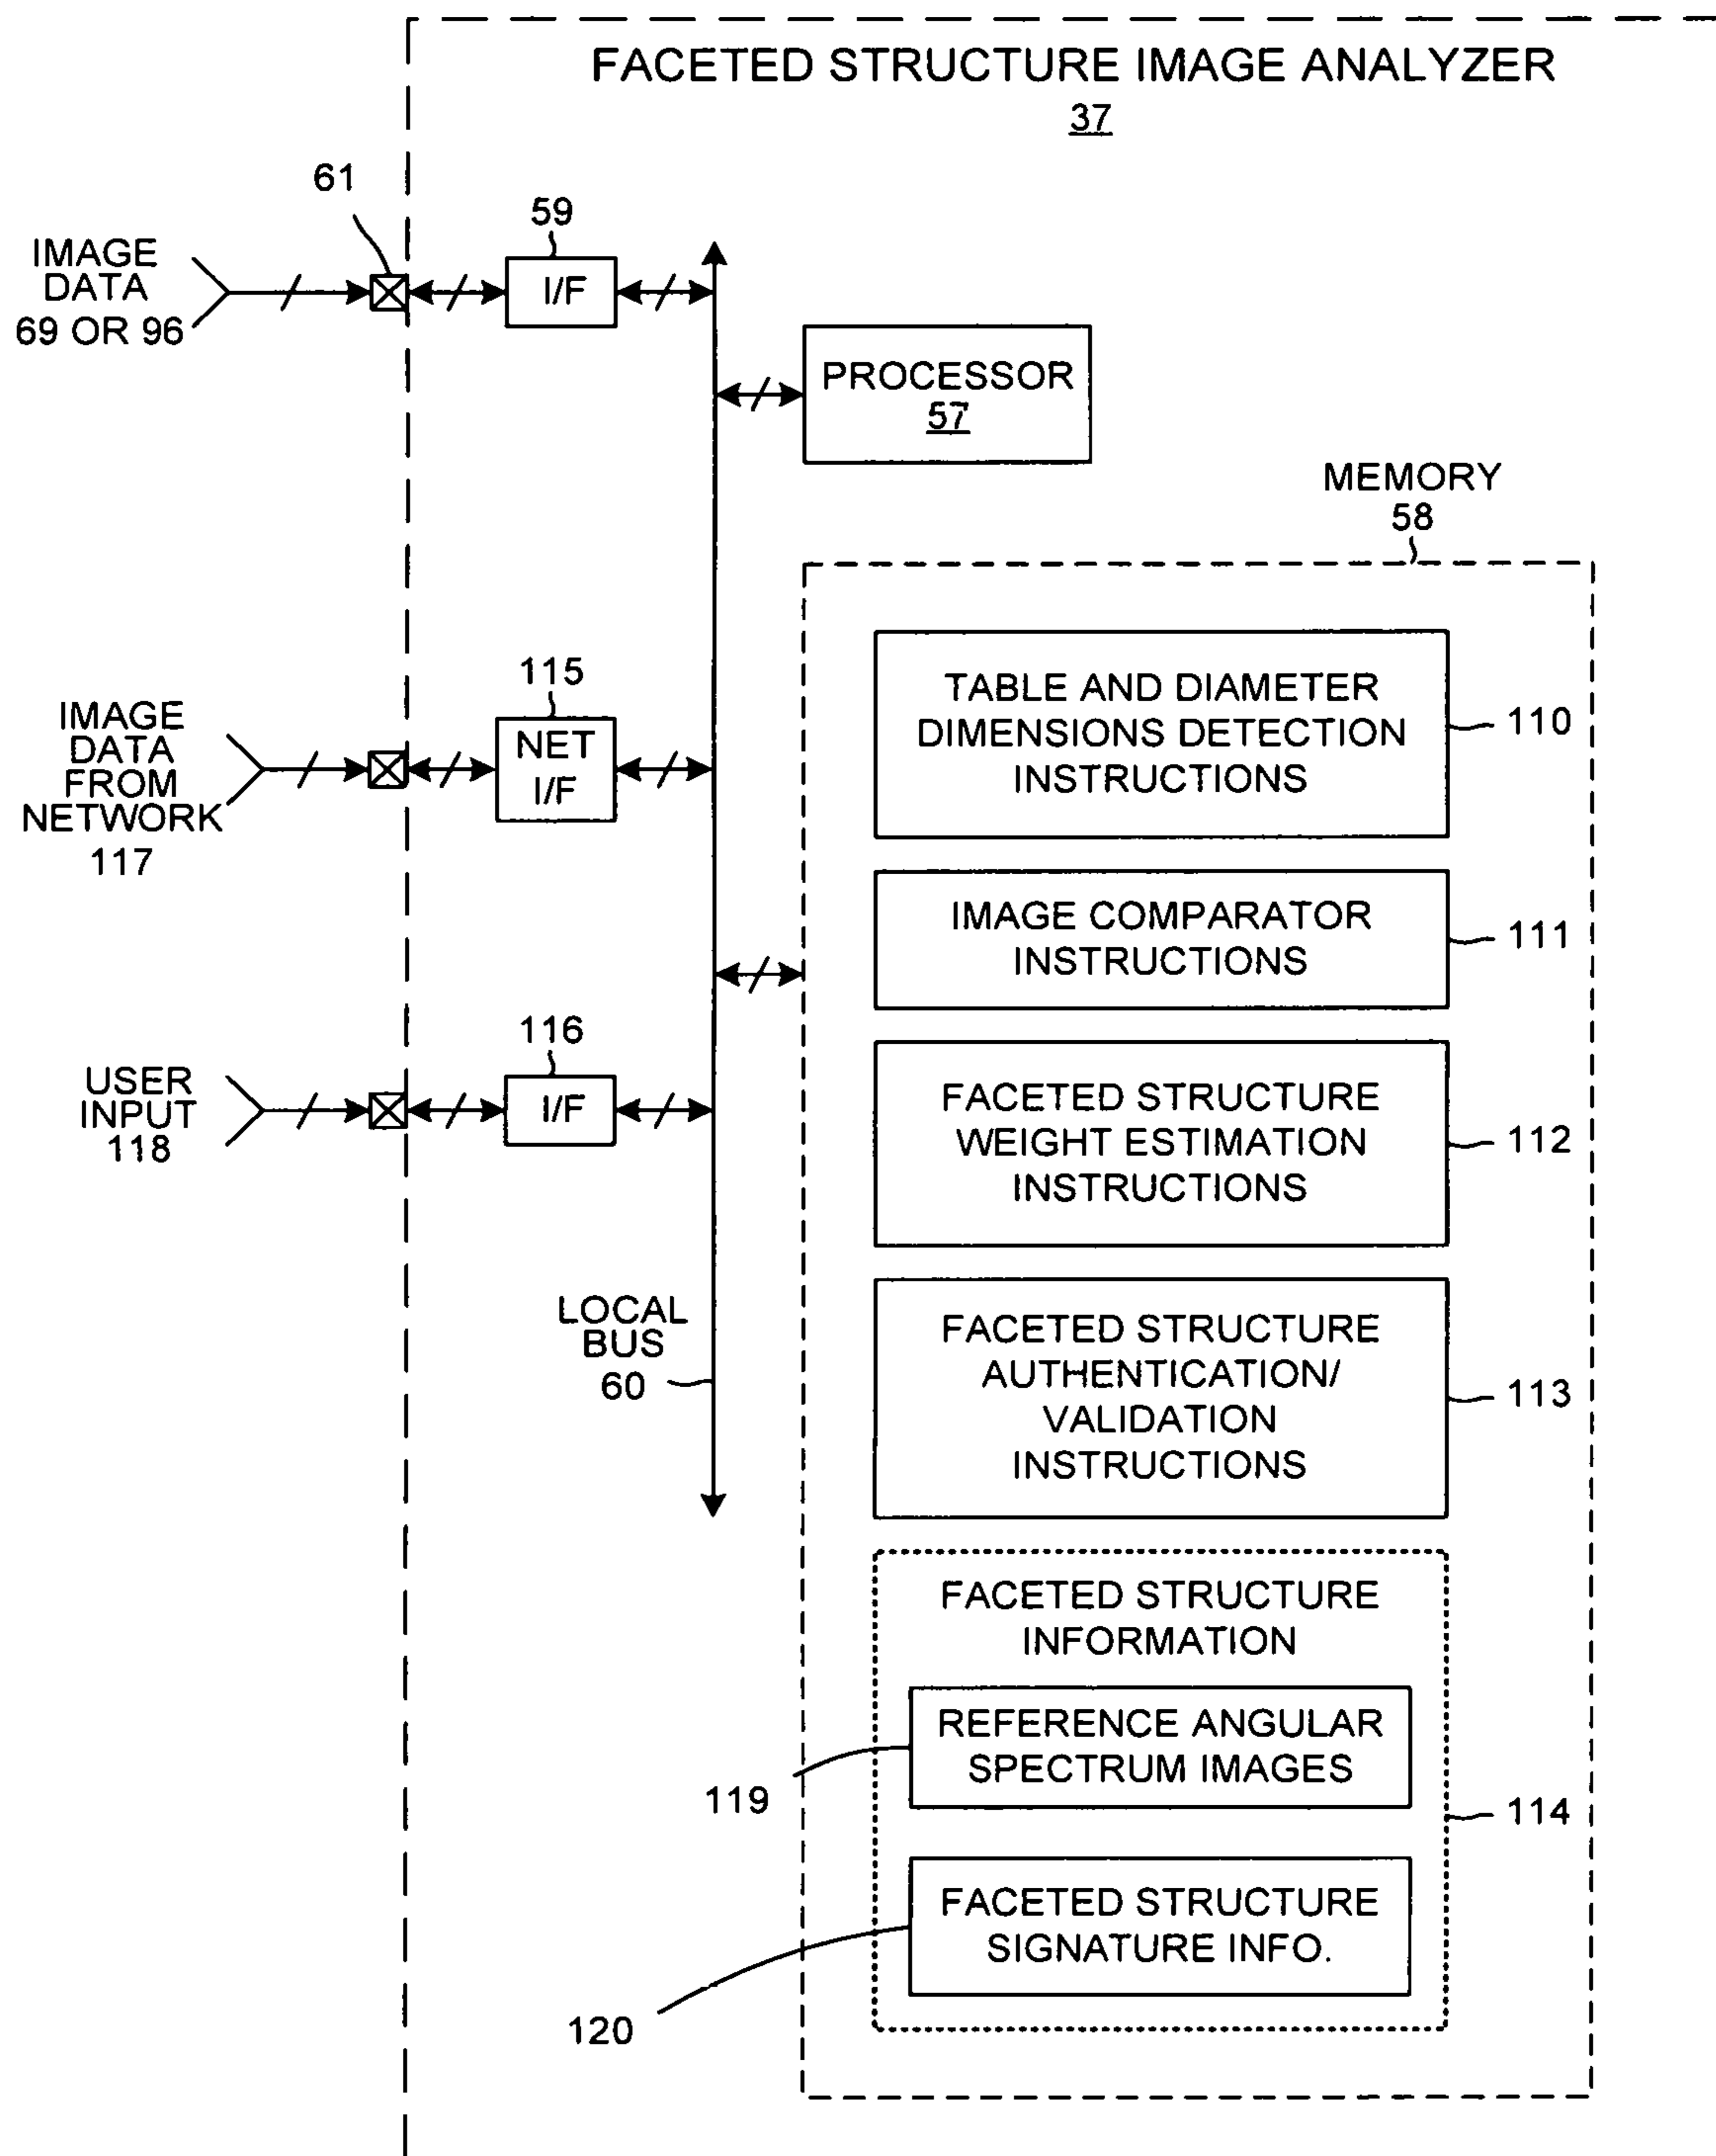 FACETED STRUCTURE IMAGE ANALYZER
37
61
59
IMAGE
DATA
69 OR 96
I/F
PROCESSOR
57
MEMORY
58
115
IMAGE
DATA
FROM
NETWORK
117
NET
I/F
TABLE AND DIAMETER
DIMENSIONS DETECTION
INSTRUCTIONS
110
IMAGE COMPARATOR
INSTRUCTIONS
111
116
USER
INPUT
118
I/F
FACETED STRUCTURE
WEIGHT ESTIMATION
INSTRUCTIONS
112
LOCAL
BUS
60
FACETED STRUCTURE
AUTHENTICATION/
VALIDATION
INSTRUCTIONS
113
FACETED STRUCTURE
INFORMATION
REFERENCE ANGULAR
SPECTRUM IMAGES
119
114
FACETED STRUCTURE
SIGNATURE INFO.
120